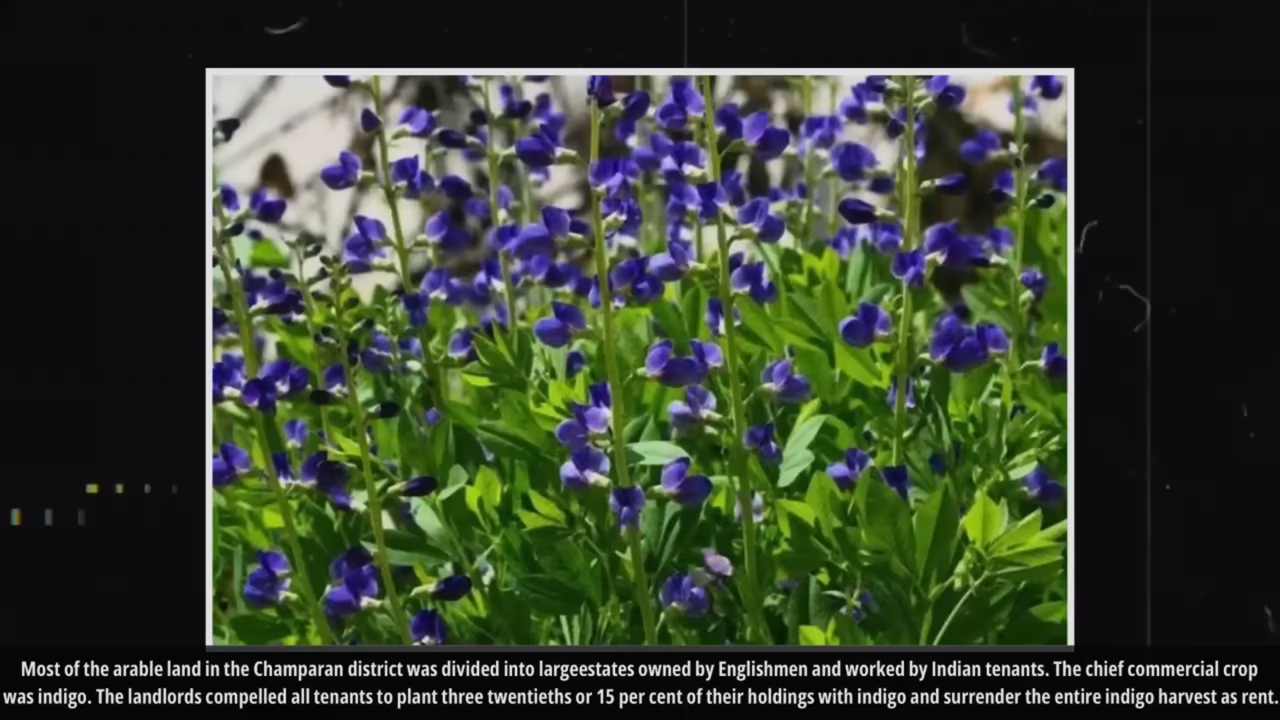 Most of the arable land in the Champaran district was divided into largeestates owned by Englishmen and worked by Indian tenants. The chief commercial crop
was indigo. The landlords compelled all tenants to plant three twentieths or 15 per cent of their holdings with indigo and surrender the entire indigo harvest as rent.